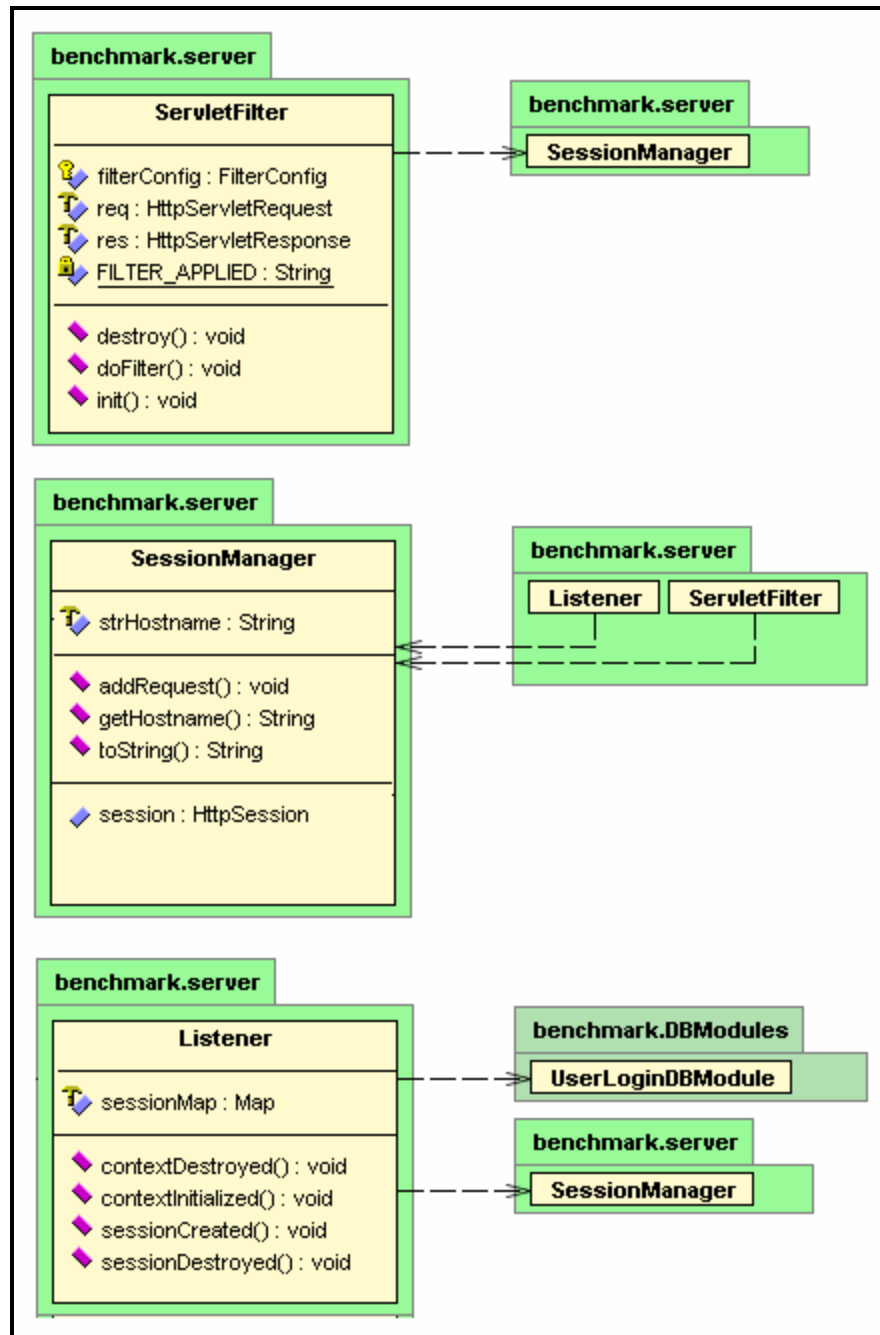 benchmark.server
ServletFilter
filterConfig : FilterConfig
req : HttpServletRequest
res : HttpServletResponse
FILTER_APPLIED : String
destroy() : void
doFilter() : void
init() : void
benchmark.server
SessionManager
benchmark.server
SessionManager
strHostname : String
addRequest() : void
getHostname() : String
toString() : String
session : HttpSession
benchmark.server
Listener
ServletFilter
benchmark.server
Listener
sessionMap : Map
contextDestroyed() : void
contextInitialized() : void
sessionCreated() : void
sessionDestroyed() : void
benchmark.DBModules
UserLoginDBModule
benchmark.server
SessionManager